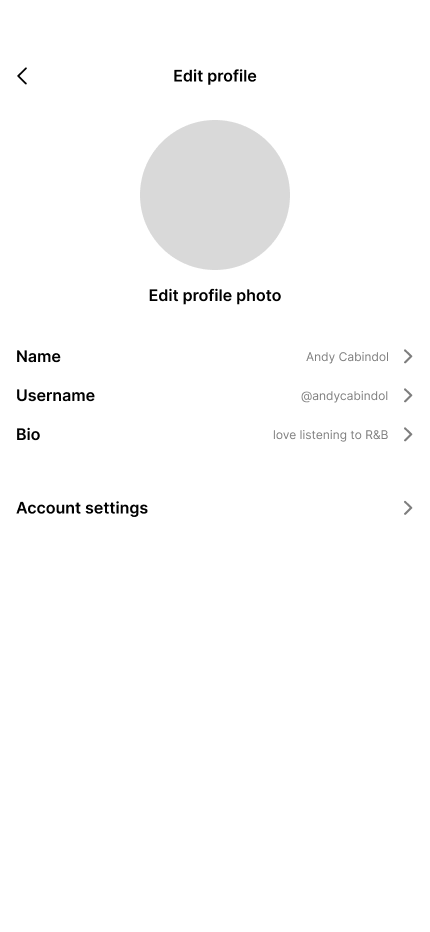 Edit profile
Edit profile photo
Name Andy Cabindol
Username @andycabindol
Bio love listening to R&B
Account settings